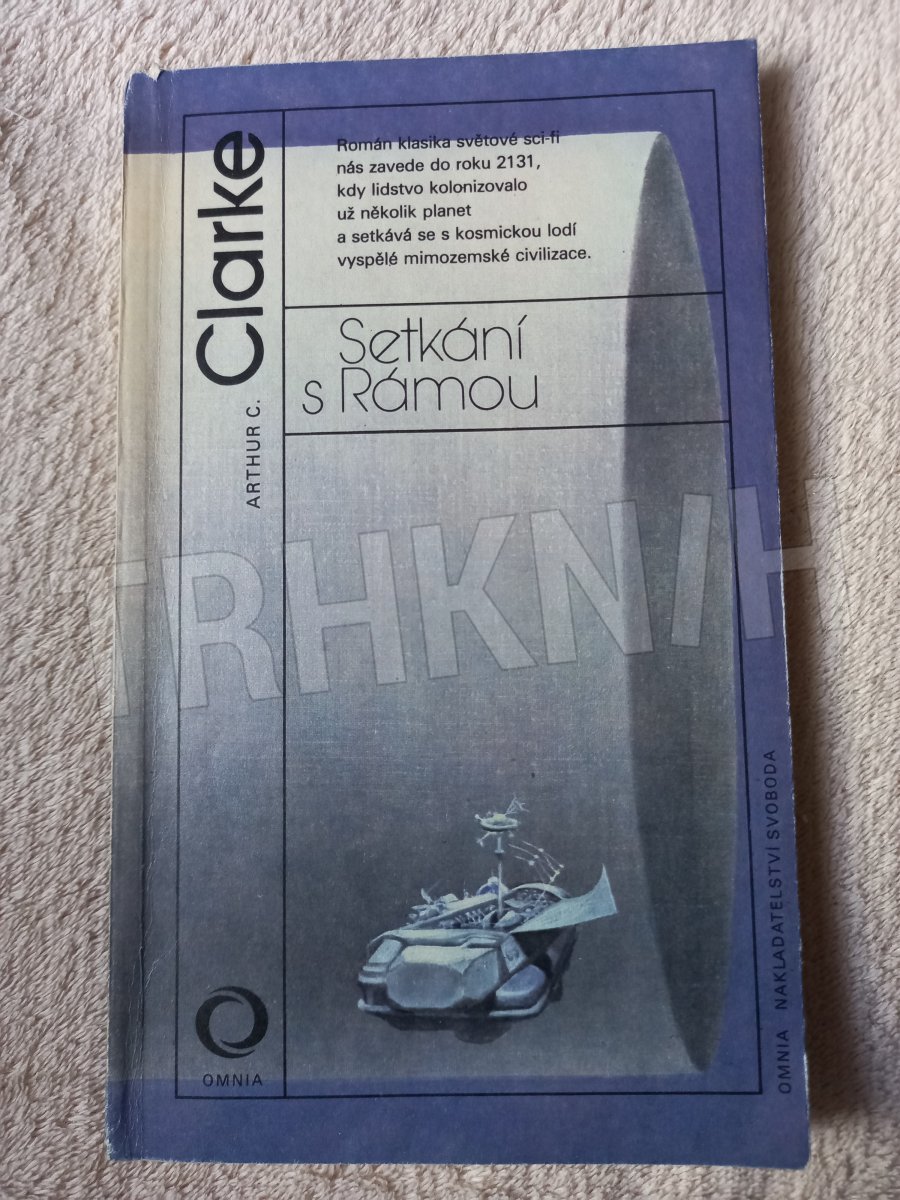 ARTHUR C. Clarke
Román klasika světové sci-fi
nás zavede do roku 2131,
kdy lidstvo kolonizovalo
už několik planet
a setkává se s kosmickou lodí
vyspělé mimozemské civilizace.
Setkání
s Rámou
TRHKNIH
OMNIA
OMNIA NAKLADATELSTVÍ SVOBODA